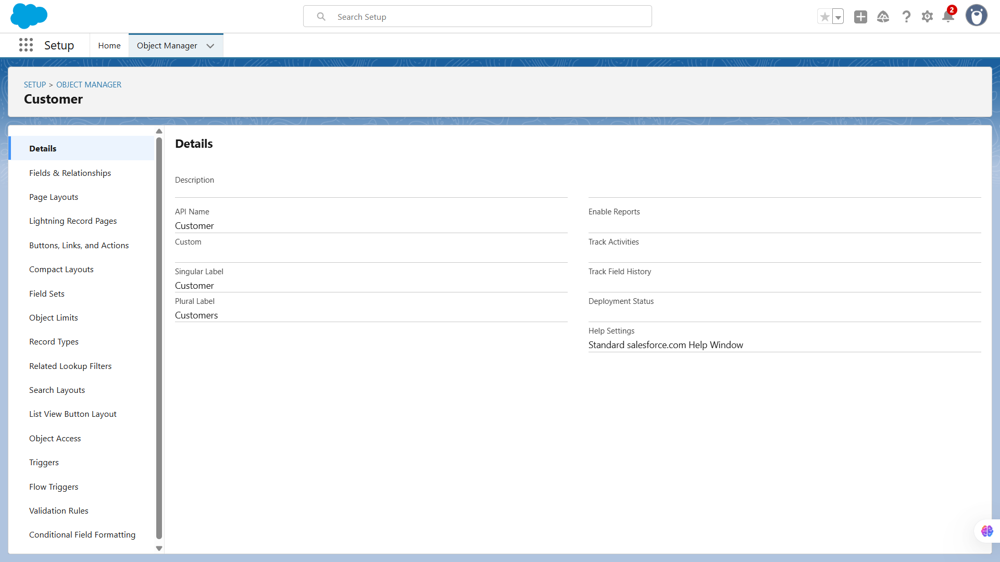 Search Setup
2
Setup
Home
Object Manager
SETUP > OBJECT MANAGER
Customer
Details
Fields & Relationships
Page Layouts
Lightning Record Pages
Buttons, Links, and Actions
Compact Layouts
Field Sets
Object Limits
Record Types
Related Lookup Filters
Search Layouts
List View Button Layout
Object Access
Triggers
Flow Triggers
Validation Rules
Conditional Field Formatting
Details
Description
API Name
Customer
Custom
Singular Label
Customer
Plural Label
Customers
Enable Reports
Track Activities
Track Field History
Deployment Status
Help Settings
Standard salesforce.com Help Window